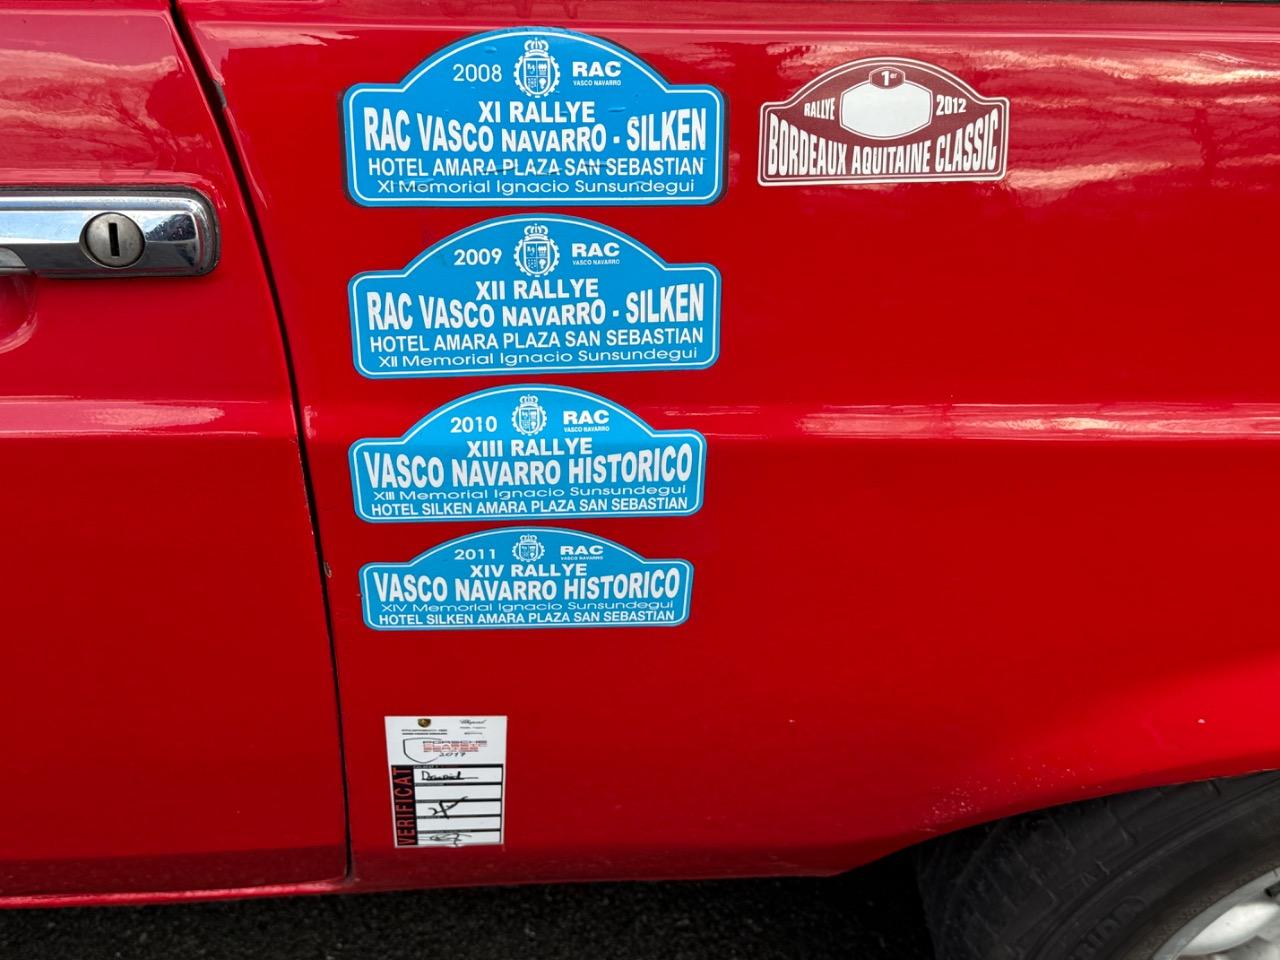 2008 RAC
VASCO NAVARRO
XI RALLYE
RAC VASCO NAVARRO - SILKEN
HOTEL AMARA PLAZA SAN SEBASTIAN
XI Memorial Ignacio Sunsundegui
1er
RALLYE 2012
BORDEAUX AQUITAINE CLASSIC
2009 RAC
VASCO NAVARRO
XII RALLYE
RAC VASCO NAVARRO - SILKEN
HOTEL AMARA PLAZA SAN SEBASTIAN
XII Memorial Ignacio Sunsundegui
2010 RAC
VASCO NAVARRO
XIII RALLYE
VASCO NAVARRO HISTORICO
XIII Memorial Ignacio Sunsundegui
HOTEL SILKEN AMARA PLAZA SAN SEBASTIAN
2011 RAC
VASCO NAVARRO
XIV RALLYE
VASCO NAVARRO HISTORICO
XIV Memorial Ignacio Sunsundegui
HOTEL SILKEN AMARA PLAZA SAN SEBASTIAN
PORSCHE
CLASSIC
SERIES
2017
VERIFICAT